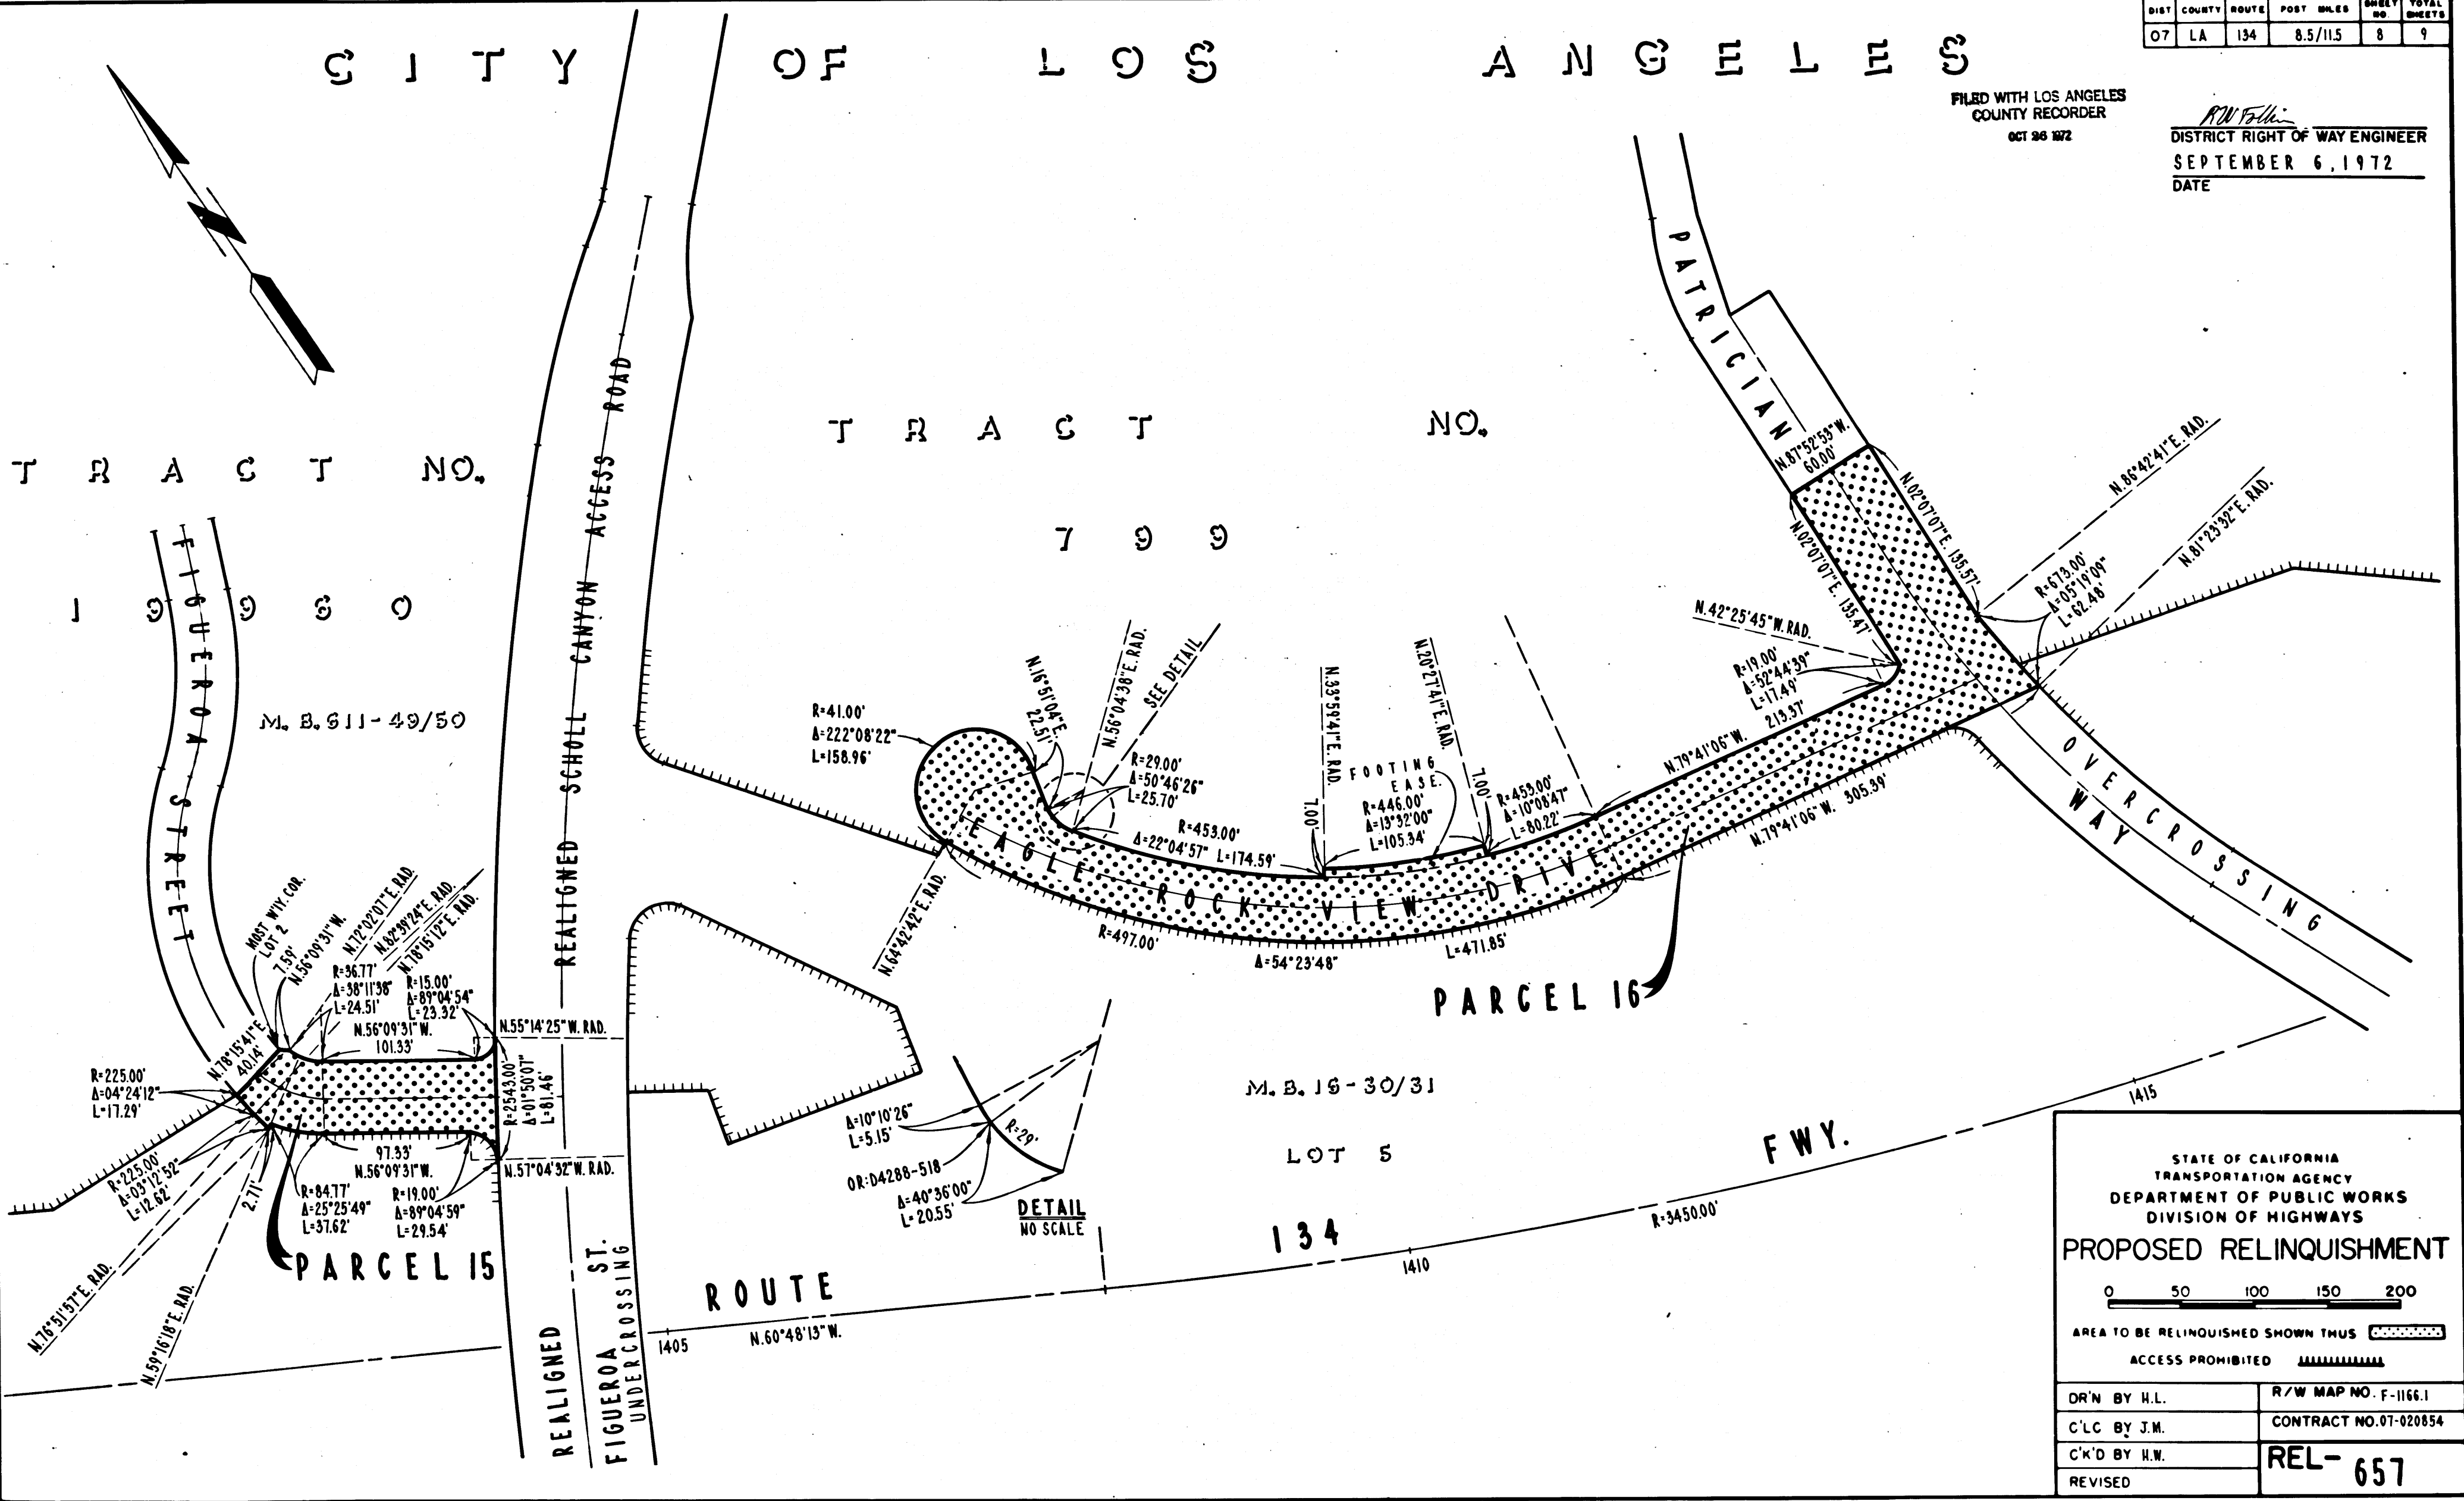 DIST COUNTY ROUTE POST MILES SHEET NO. TOTAL SHEETS
07 LA 134 8.5/11.5 8 9
CITY OF LOS ANGELES
FILED WITH LOS ANGELES
COUNTY RECORDER
OCT 26 1972
DISTRICT RIGHT OF WAY ENGINEER
SEPTEMBER 6, 1972
DATE
TRACT NO.
19980
M.B. 611-49/50
FIGUEROA STREET
REALIGNED SCHOLL CANYON ACCESS ROAD
TRACT NO.
799
PATRICIAN
WAY
OVERCROSSING
N.87°52'53"W.
60.00'
N.02°07'07"E. 135.57'
N.02°07'07"E. 135.47'
N.86°42'41"E. RAD.
N.81°23'32"E. RAD.
R=673.00'
Δ=05°19'09"
L=62.48'
N.42°25'45"W. RAD.
R=19.00'
Δ=52°44'39"
L=17.49'
213.37'
N.79°41'06"W.
N.79°41'06"W. 305.39'
R=41.00'
Δ=222°08'22"
L=158.96'
N.16°51'04"E.
22.51'
N.56°04'38"E. RAD.
SEE DETAIL
R=29.00'
Δ=50°46'26"
L=25.70'
R=453.00'
Δ=22°04'57" L=174.59'
N.33°59'41"E. RAD.
7.00'
FOOTING
EASE.
R=446.00'
Δ=13°32'00"
L=105.34'
N.20°27'41"E. RAD.
7.00'
R=453.00'
Δ=10°08'47"
L=80.22'
EAGLE ROCK VIEW DRIVE
N.64°42'42"E. RAD.
R=497.00'
Δ=54°23'48"
L=471.85'
PARCEL 16
MOST W'LY. COR.
LOT 2
7.59'
N.56°09'31"W.
N.72°02'07"E. RAD.
N.82°39'24"E. RAD.
N.78°15'12"E. RAD.
R=36.77'
Δ=38°11'38"
L=24.51'
R=15.00'
Δ=89°04'54"
L=23.32'
N.56°09'31"W.
101.33'
N.55°14'25"W. RAD.
N.78°15'41"E.
40.14'
R=225.00'
Δ=04°24'12"
L=17.29'
R=2543.00'
Δ=01°50'07"
L=81.46'
N.57°04'32"W. RAD.
97.33'
N.56°09'31"W.
R=225.00'
Δ=03°12'52"
L=12.62'
2.71'
R=84.77'
Δ=25°25'49"
L=37.62'
R=19.00'
Δ=89°04'59"
L=29.54'
PARCEL 15
N.76°51'57"E. RAD.
N.59°16'18"E. RAD.
Δ=10°10'26"
L=5.15'
R=29'
OR:D4288-518
Δ=40°36'00"
L=20.55'
DETAIL
NO SCALE
M.B. 16-30/31
LOT 5
REALIGNED
FIGUEROA ST.
UNDERCROSSING
ROUTE 134 FWY.
1405
N.60°48'13"W.
1410
R=3450.00'
1415
STATE OF CALIFORNIA
TRANSPORTATION AGENCY
DEPARTMENT OF PUBLIC WORKS
DIVISION OF HIGHWAYS
PROPOSED RELINQUISHMENT
0 50 100 150 200
AREA TO BE RELINQUISHED SHOWN THUS
ACCESS PROHIBITED
DR'N BY H.L.
R/W MAP NO. F-1166.1
C'LC BY J.M.
CONTRACT NO. 07-020854
C'K'D BY H.W.
REL- 657
REVISED